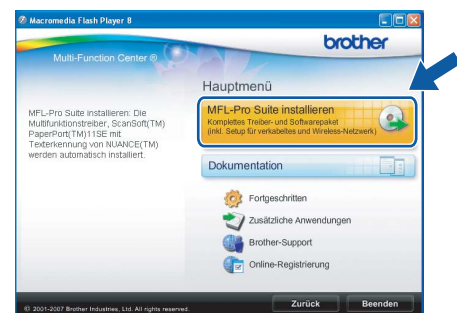 Macromedia Flash Player 8
brother
Multi-Function Center ®
Hauptmenü
MFL-Pro Suite installieren: Die
Multifunktionstreiber, ScanSoft(TM)
PaperPort(TM)11SE mit
Texterkennung von NUANCE(TM)
werden automatisch installiert.
MFL-Pro Suite installieren
Komplettes Treiber- und Softwarepaket
(inkl. Setup für verkabeltes und Wireless-Netzwerk)
Dokumentation
Fortgeschritten
Zusätzliche Anwendungen
Brother-Support
Online-Registrierung
© 2001-2007 Brother Industries, Ltd. All rights reserved.
Zurück
Beenden